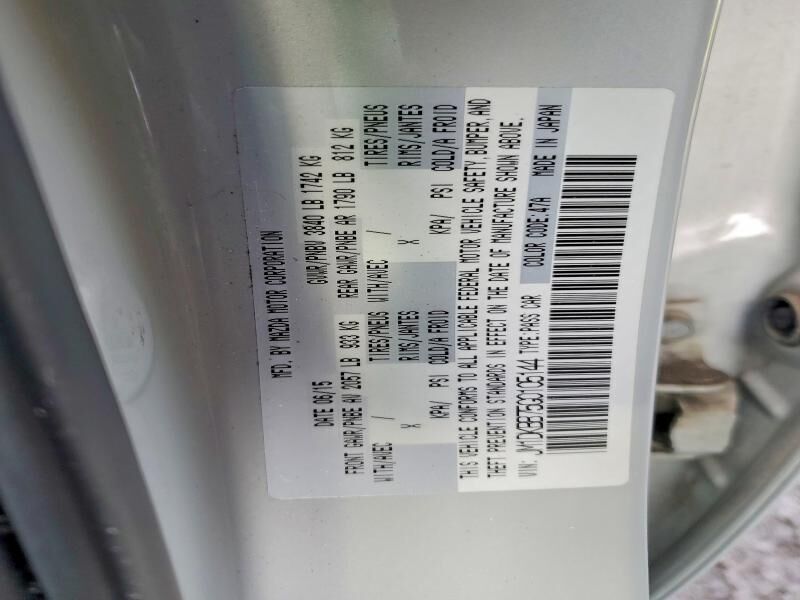 MFD. BY MAZDA MOTOR CORPORATION
DATE 06/15 GVWR/PNBV 3840 LB 1742 KG
FRONT GAWR/PNBE AV 2057 LB 933 KG REAR GAWR/PNBE AR 1790 LB 812 KG
WITH/AVEC / TIRES/PNEUS WITH/AVEC / TIRES/PNEUS
X RIMS/JANTES X RIMS/JANTES
KPA/ PSI COLD/A FROID KPA/ PSI COLD/A FROID
THIS VEHICLE CONFORMS TO ALL APPLICABLE FEDERAL MOTOR VEHICLE SAFETY, BUMPER, AND
THEFT PREVENTION STANDARDS IN EFFECT ON THE DATE OF MANUFACTURE SHOWN ABOVE.
VIN: TYPE:PASS CAR COLOR CODE:47A MADE IN JAPAN